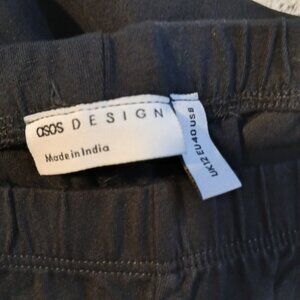 asos DESIGN
Made in India
UK12 EU40 US8